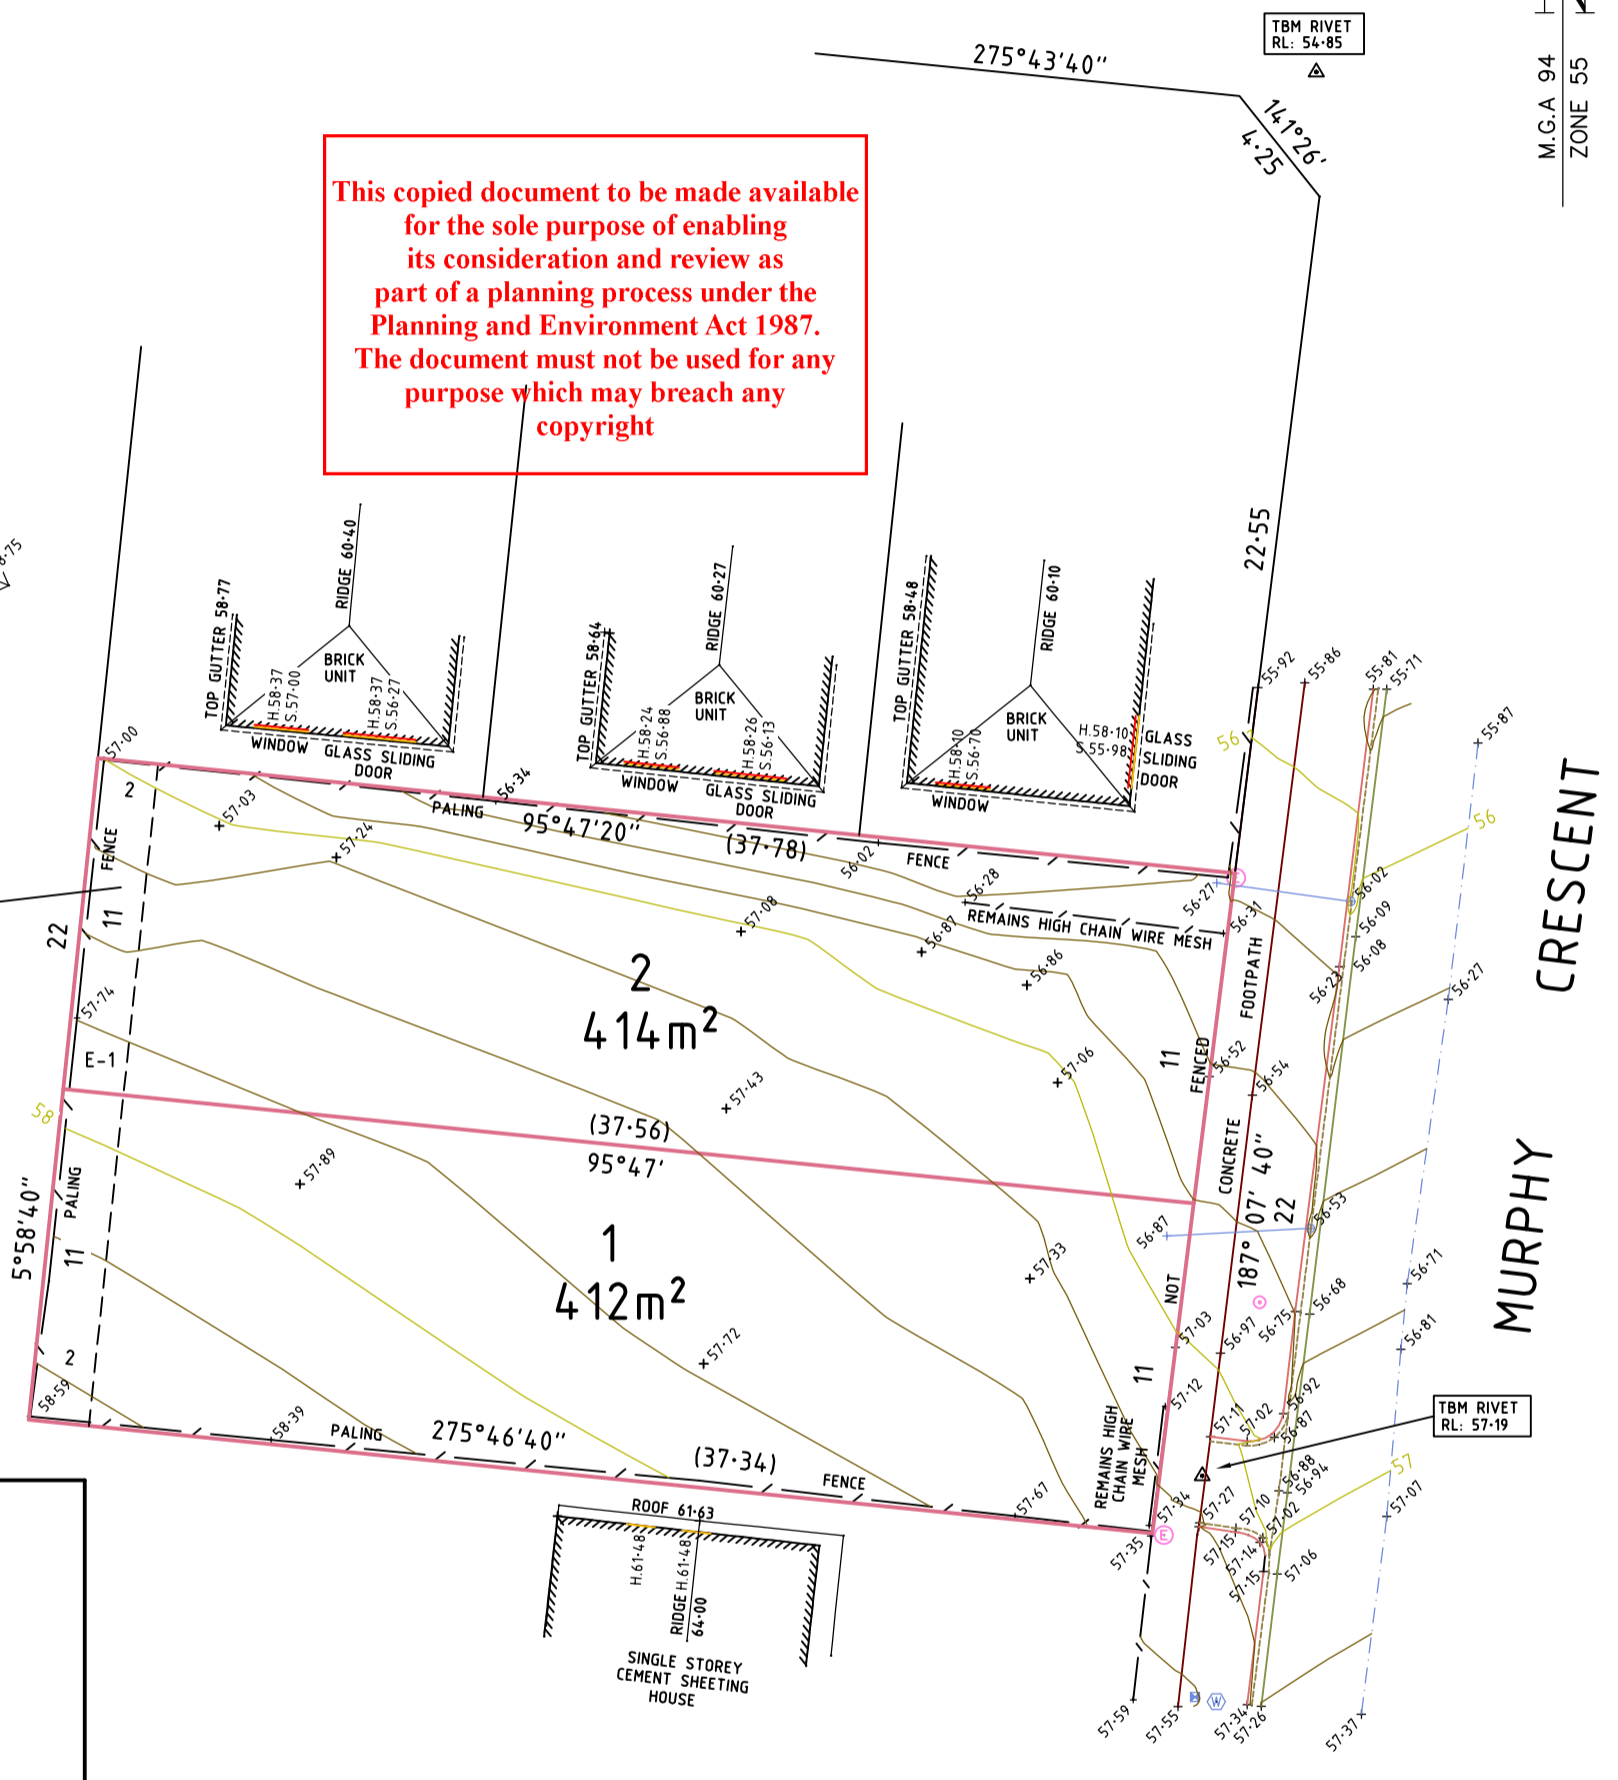 TBM RIVET
RL: 54·85
M.G.A 94
ZONE 55
275°43'40"
141°26'
4·25
This copied document to be made available
for the sole purpose of enabling
its consideration and review as
part of a planning process under the
Planning and Environment Act 1987.
The document must not be used for any
purpose which may breach any
copyright
22·55
TOP GUTTER 58·77
RIDGE 60·40
BRICK
UNIT
H.58·37
S.57·00
H.58·37
S.56·27
WINDOW
GLASS SLIDING
DOOR
TOP GUTTER 58·64
RIDGE 60·27
BRICK
UNIT
H.58·24
S.56·88
H.58·26
S.56·13
WINDOW
GLASS SLIDING
DOOR
TOP GUTTER 58·48
RIDGE 60·10
BRICK
UNIT
H.58·10
S.56·70
H.58·10
S.55·98
GLASS
SLIDING
DOOR
WINDOW
55·92
55·86
55·81
55·71
55·87
56
56
57·00
2
57·03
57·24
PALING
56·34
95°47'20"
(37·78)
56·02
FENCE
56·28
56·27
E
56·31
56·02
56·09
56·08
56·23
56·27
REMAINS HIGH CHAIN WIRE MESH
FENCE
11
22
57·08
56·87
56·86
2
414m²
57·74
E-1
57·43
57·06
11
FENCED
56·52
56·54
FOOTPATH
CONCRETE
CRESCENT
MURPHY
58
(37·56)
95°47'
57·89
PALING
11
5°58'40"
1
412m²
57·33
57·72
56·87
NOT
187° 07' 40"
22
56·53
56·71
56·68
56·75
56·81
57·03
56·97
11
57·12
56·92
57·11
57·02
56·87
2
58·59
58·39
PALING
275°46'40"
(37·34)
FENCE
57·67
REMAINS HIGH
CHAIN WIRE
MESH
57·34
57·35
E
TBM RIVET
RL: 57·19
56·88
56·94
57
57·07
57·27
57·10
57·02
57·15
57·14
57·15
57·06
ROOF 61·63
H.61·48
H.61·48
RIDGE
64·00
SINGLE STOREY
CEMENT SHEETING
HOUSE
57·59
57·55
W
57·34
57·26
57·37